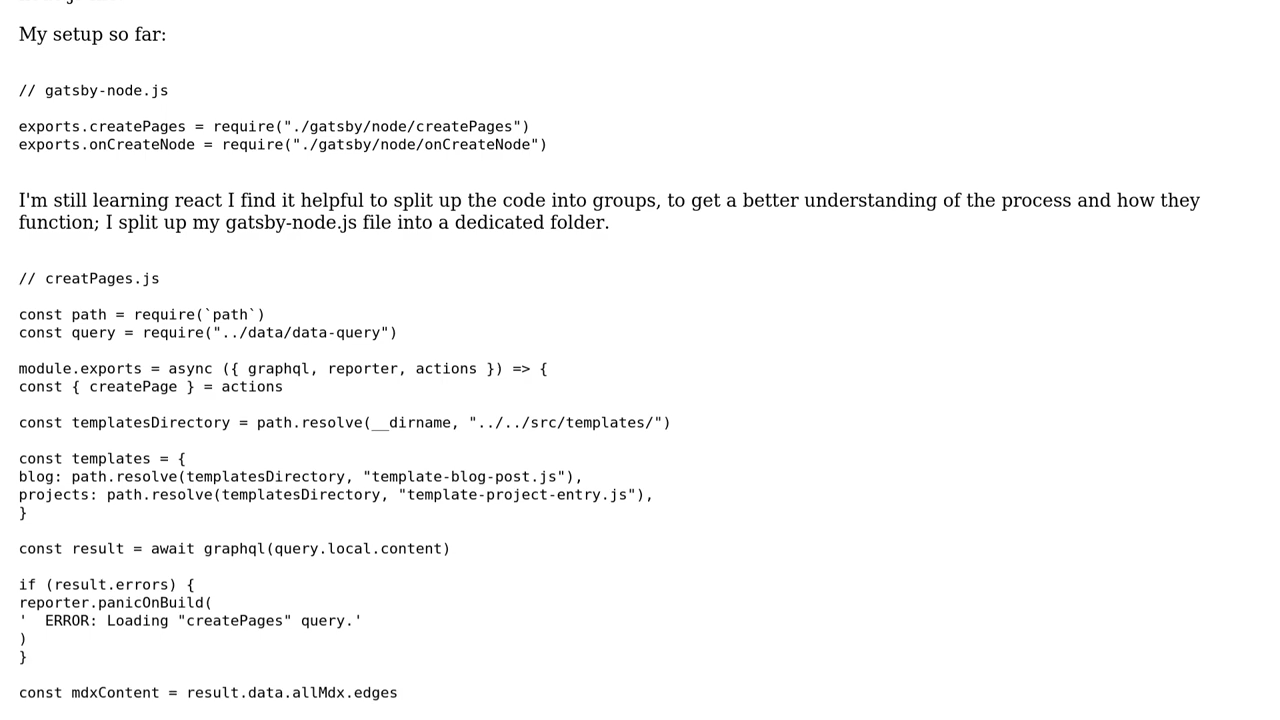 My setup so far:
// gatsby-node.js
exports.createPages = require("./gatsby/node/createPages")
exports.onCreateNode = require("./gatsby/node/onCreateNode")
I'm still learning react I find it helpful to split up the code into groups, to get a better understanding of the process and how they
function; I split up my gatsby-node.js file into a dedicated folder.
// creatPages.js
const path = require(`path`)
const query = require("../data/data-query")
module.exports = async ({ graphql, reporter, actions }) => {
const { createPage } = actions
const templatesDirectory = path.resolve(__dirname, "../../src/templates/")
const templates = {
blog: path.resolve(templatesDirectory, "template-blog-post.js"),
projects: path.resolve(templatesDirectory, "template-project-entry.js"),
}
const result = await graphql(query.local.content)
if (result.errors) {
reporter.panicOnBuild(
'  ERROR: Loading "createPages" query.'
)
}
const mdxContent = result.data.allMdx.edges